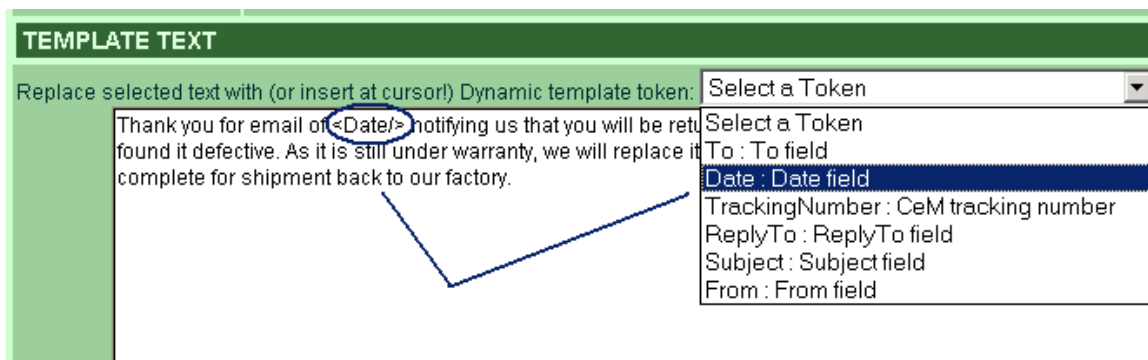 TEMPLATE TEXT
Replace selected text with (or insert at cursor!) Dynamic template token: Select a Token
Thank you for email of <Date/> notifying us that you will be
found it defective. As it is still under warranty, we will replace it
complete for shipment back to our factory.
Select a Token
To : To field
Date : Date field
TrackingNumber : CeM tracking number
ReplyTo : ReplyTo field
Subject : Subject field
From : From field